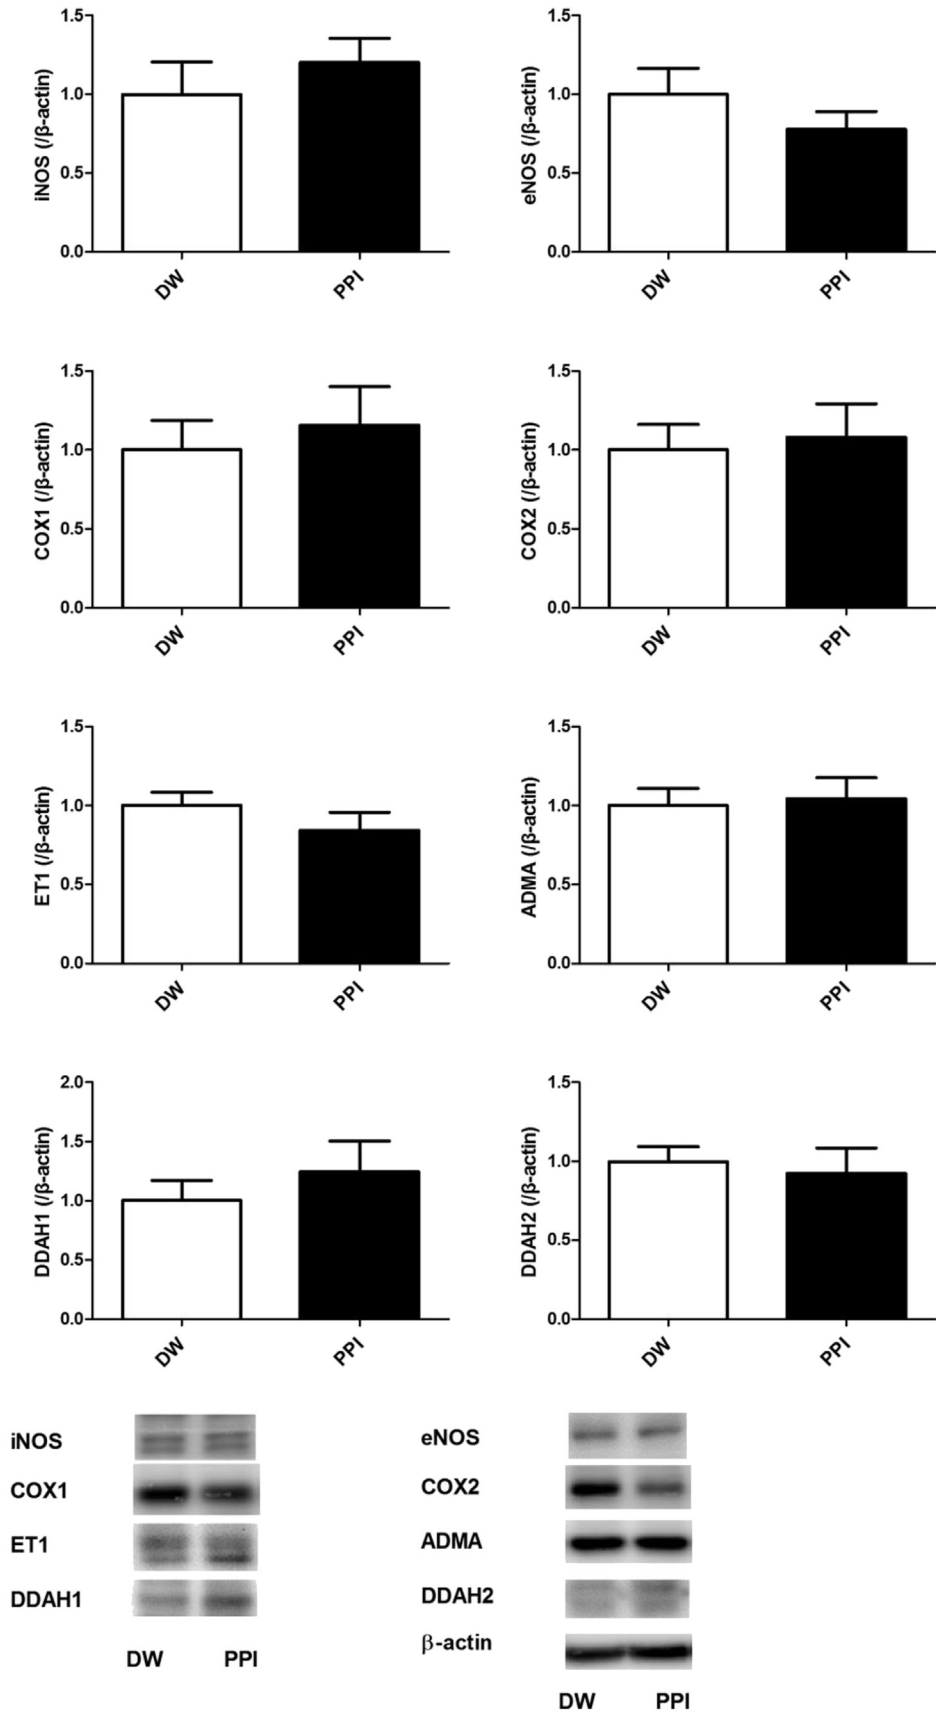 iNOS (/β-actin)
1.5
1.0
0.5
0.0
DW
PPI
eNOS (/β-actin)
1.5
1.0
0.5
0.0
DW
PPI
COX1 (/β-actin)
1.5
1.0
0.5
0.0
DW
PPI
COX2 (/β-actin)
1.5
1.0
0.5
0.0
DW
PPI
ET1 (/β-actin)
1.5
1.0
0.5
0.0
DW
PPI
ADMA (/β-actin)
1.5
1.0
0.5
0.0
DW
PPI
DDAH1 (/β-actin)
2.0
1.5
1.0
0.5
0.0
DW
PPI
DDAH2 (/β-actin)
1.5
1.0
0.5
0.0
DW
PPI
iNOS
COX1
ET1
DDAH1
DW PPI
eNOS
COX2
ADMA
DDAH2
β-actin
DW PPI